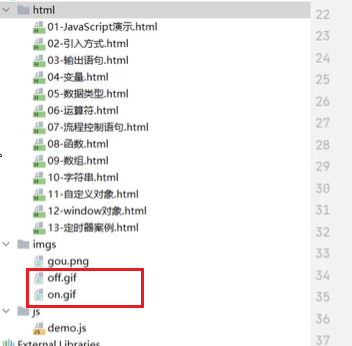 html
01-JavaScript演示.html
02-引入方式.html
03-输出语句.html
04-变量.html
05-数据类型.html
06-运算符.html
07-流程控制语句.html
08-函数.html
09-数组.html
10-字符串.html
11-自定义对象.html
12-window对象.html
13-定时器案例.html
imgs
gou.png
off.gif
on.gif
js
demo.js
External Libraries
22
23
24
25
26
27
28
29
30
31
32
33
34
35
36
37